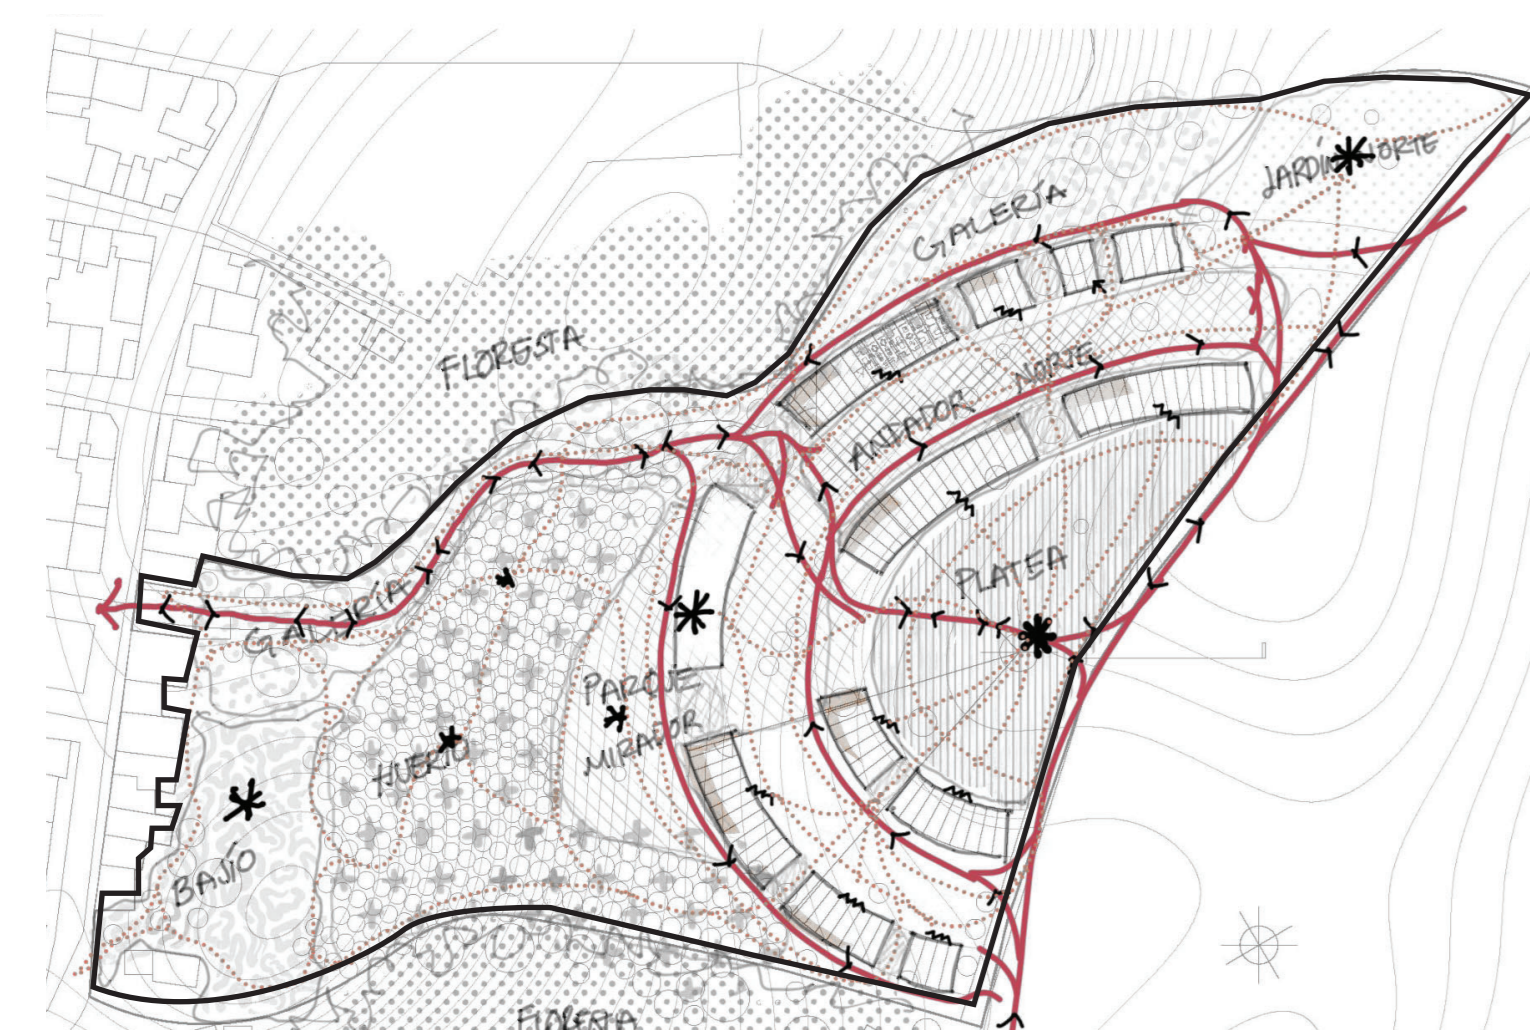 JARDÍN NORTE
GALERÍA
FLORESTA
ANDADOR NORTE
PLATEA
GALERÍA
PARQUE
MIRADOR
HUERTO
BAJÍO
FLORESTA